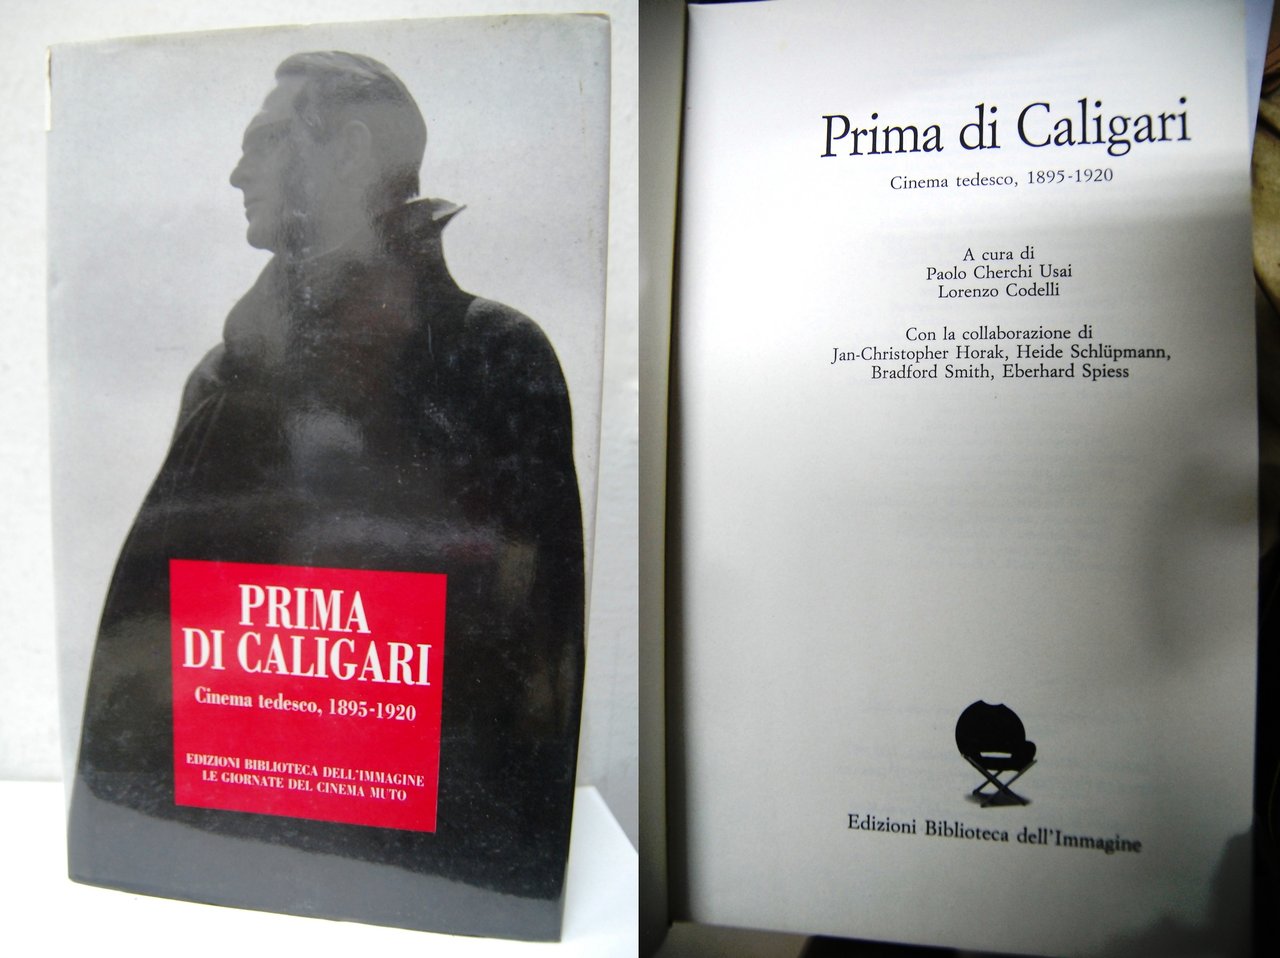 PRIMA
DI CALIGARI
Cinema tedesco, 1895-1920
EDIZIONI BIBLIOTECA DELL'IMMAGINE
LE GIORNATE DEL CINEMA MUTO
Prima di Caligari
Cinema tedesco, 1895-1920
A cura di
Paolo Cherchi Usai
Lorenzo Codelli
Con la collaborazione di
Jan-Christopher Horak, Heide Schlüpmann,
Bradford Smith, Eberhard Spiess
Edizioni Biblioteca dell'Immagine